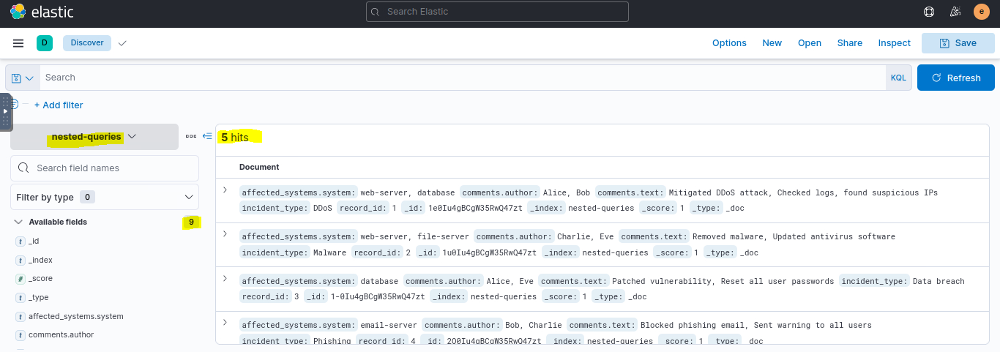 elastic Search Elastic e
D Discover Options New Open Share Inspect Save
Search KQL Refresh
+ Add filter
nested-queries
5 hits
Search field names
Document
Filter by type 0
Available fields 9
t _id
t _index
# _score
t _type
t affected_systems.system
t comments.author
affected_systems.system: web-server, database comments.author: Alice, Bob comments.text: Mitigated DDoS attack, Checked logs, found suspicious IPs
incident_type: DDoS record_id: 1 _id: 1e0Iu4gBCgW35RwQ47zt _index: nested-queries _score: 1 _type: _doc
affected_systems.system: web-server, file-server comments.author: Charlie, Eve comments.text: Removed malware, Updated antivirus software
incident_type: Malware record_id: 2 _id: 1u0Iu4gBCgW35RwQ47zt _index: nested-queries _score: 1 _type: _doc
affected_systems.system: database comments.author: Alice, Eve comments.text: Patched vulnerability, Reset all user passwords incident_type: Data breach
record_id: 3 _id: 1-0Iu4gBCgW35RwQ47zt _index: nested-queries _score: 1 _type: _doc
affected_systems.system: email-server comments.author: Bob, Charlie comments.text: Blocked phishing email, Sent warning to all users
incident_type: Phishing record_id: 4 _id: 2O0Iu4gBCgW35RwQ47zt _index: nested-queries _score: 1 _type: _doc